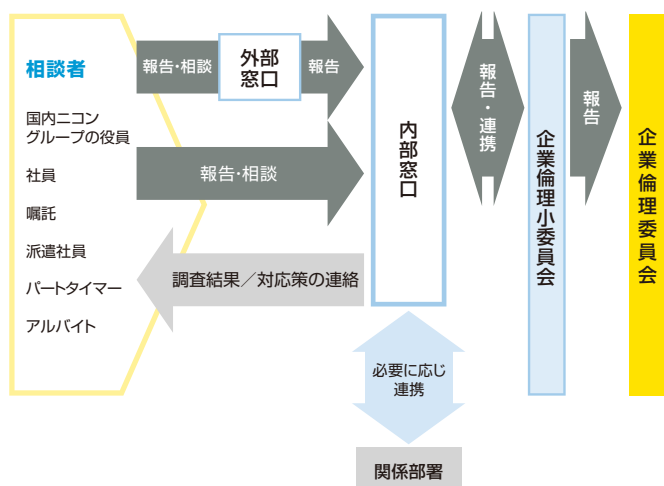 相談者
国内ニコン
グループの役員
社員
嘱託
派遣社員
パートタイマー
アルバイト
報告・相談
外部
窓口
報告
報告・相談
調査結果／対応策の連絡
内部窓口
必要に応じ
連携
関係部署
報告・連携
企業倫理小委員会
報告
企業倫理委員会